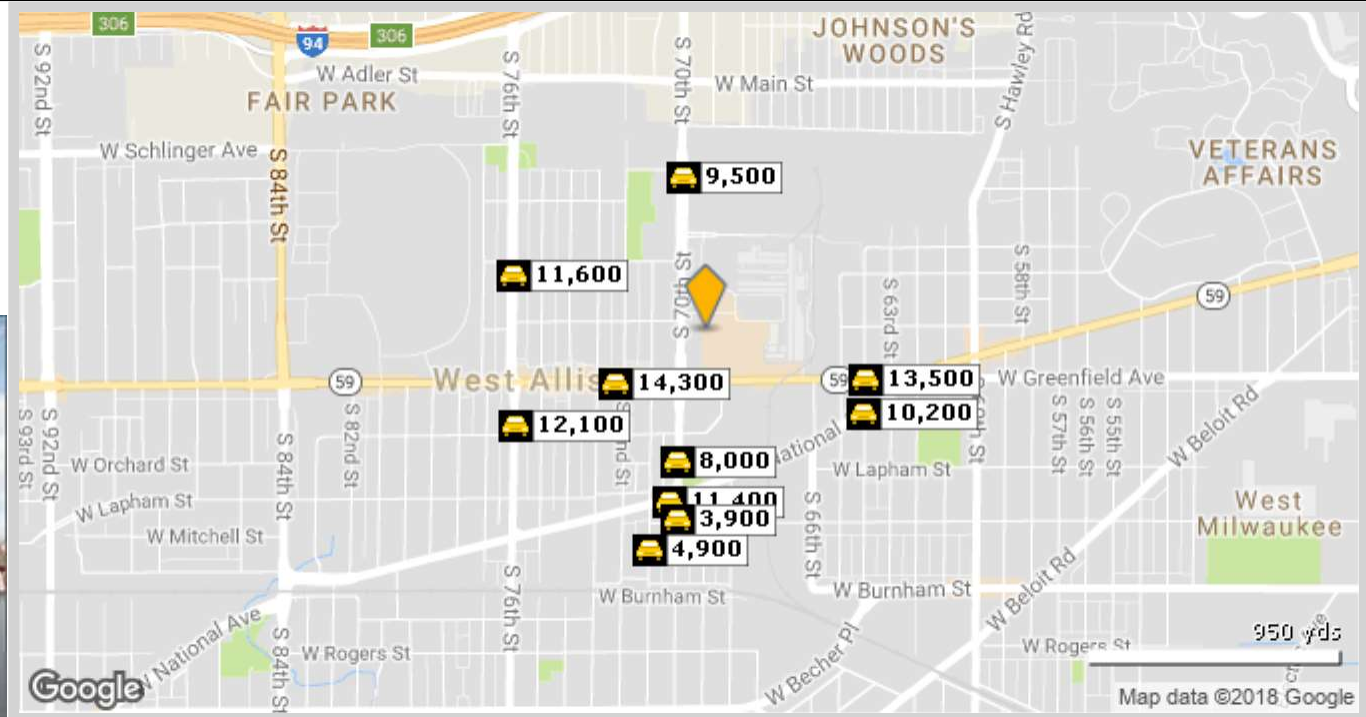 306
94
306
JOHNSON'S
WOODS
W Adler St
W Main St
FAIR PARK
S 92nd St
S 76th St
S 70th St
S Hawley Rd
W Schlinger Ave
S 84th St
VETERANS
AFFAIRS
9,500
11,600
S 70th St
S 63rd St
S 58th St
59
59
West Allis
14,300
59
13,500
W Greenfield Ave
10,200
12,100
S 93rd St
S 92nd St
S 82nd St
S 84th St
S 57th St
S 56th St
S 55th St
W Beloit Rd
National
W Orchard St
8,000
W Lapham St
W Lapham St
11,400
3,900
S 66th St
West
Milwaukee
W Mitchell St
4,900
S 76th St
W Burnham St
W Burnham St
W Beloit Rd
W National Ave
S 84th St
W Rogers St
W Becher Pl
W Rogers St
950 yds
Google
Map data ©2018 Google